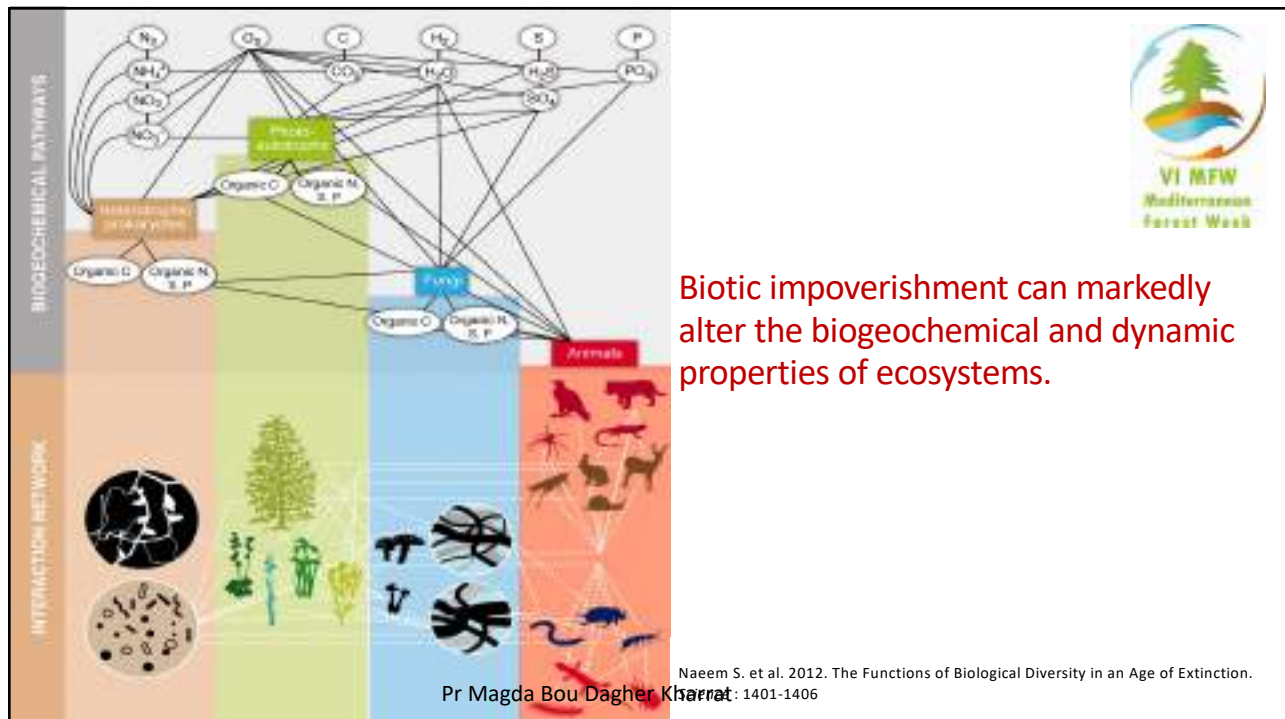 BIOGEOCHEMICAL PATHWAYS
N₂ O₂ C H₂ S P
NH₄⁺ CO₂ H₂O H₂S PO₄
NO₂ SO₄
NO₃
Photo-
autotrophs
Organic C Organic N,
S, P
Heterotrophic
prokaryotes
Organic C Organic N,
S, P
Fungi
Organic C Organic N,
S, P
Animals
INTERACTION NETWORK
VI MFW
Mediterranean
Forest Week
Biotic impoverishment can markedly
alter the biogeochemical and dynamic
properties of ecosystems.
Naeem S. et al. 2012. The Functions of Biological Diversity in an Age of Extinction.
: 1401-1406
Pr Magda Bou Dagher Kharrat